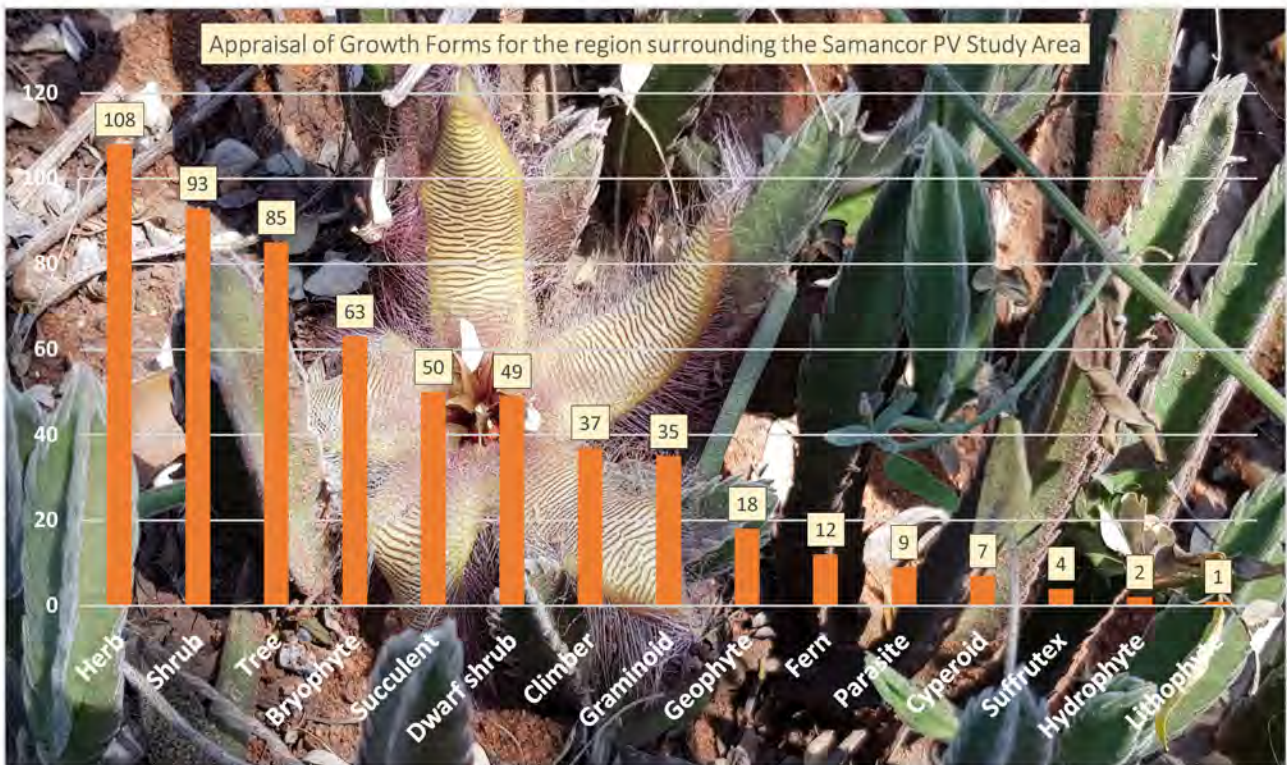 Appraisal of Growth Forms for the region surrounding the Samancor PV Study Area
120
108
100
93
85
80
63
60
50
49
40
37
35
20
18
12
9
7
4
2
1
0
Herb
Shrub
Tree
Bryophyte
Succulent
Dwarf shrub
Climber
Graminoid
Geophyte
Fern
Parasite
Cyperoid
Suffrutex
Hydrophyte
Lithophyte